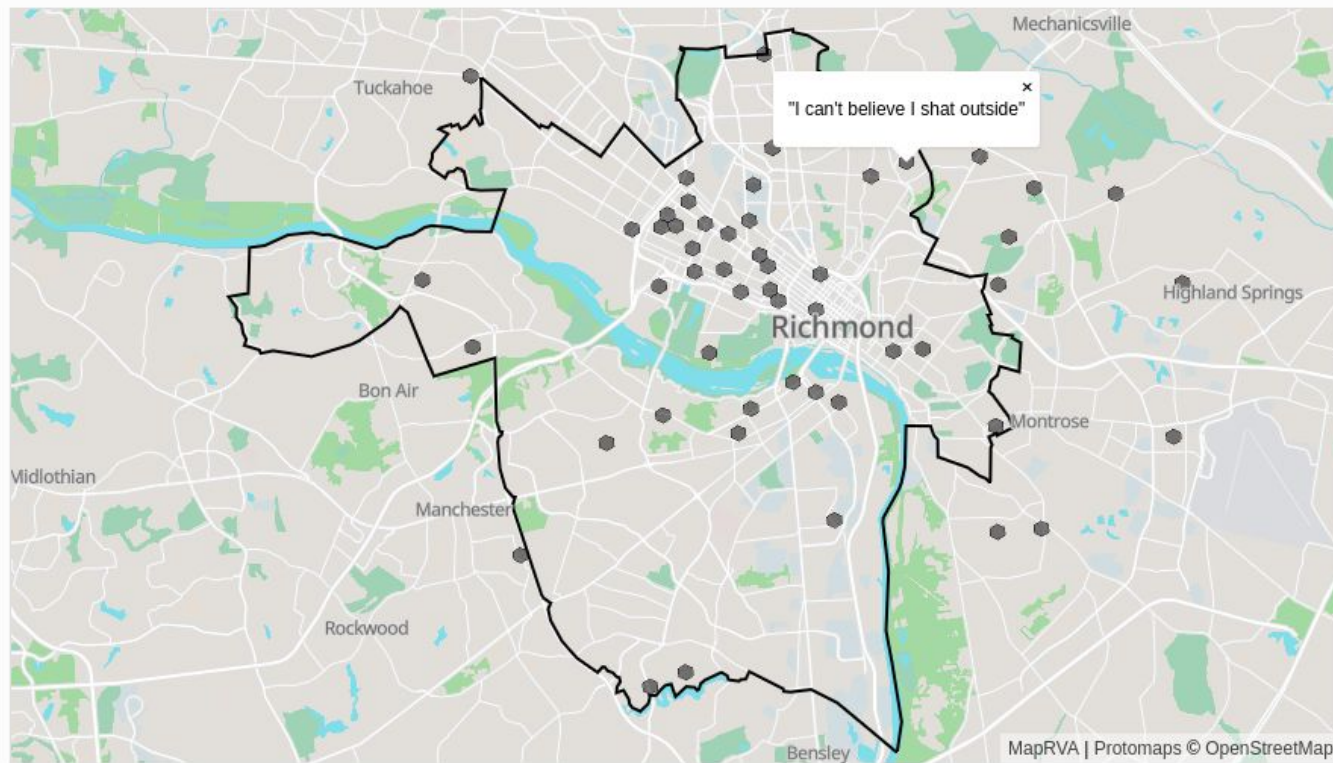 Mechanicsville
Tuckahoe
×
"I can't believe I shat outside"
Highland Springs
Richmond
Bon Air
Montrose
Midlothian
Manchester
Rockwood
Bensley
MapRVA | Protomaps © OpenStreetMap